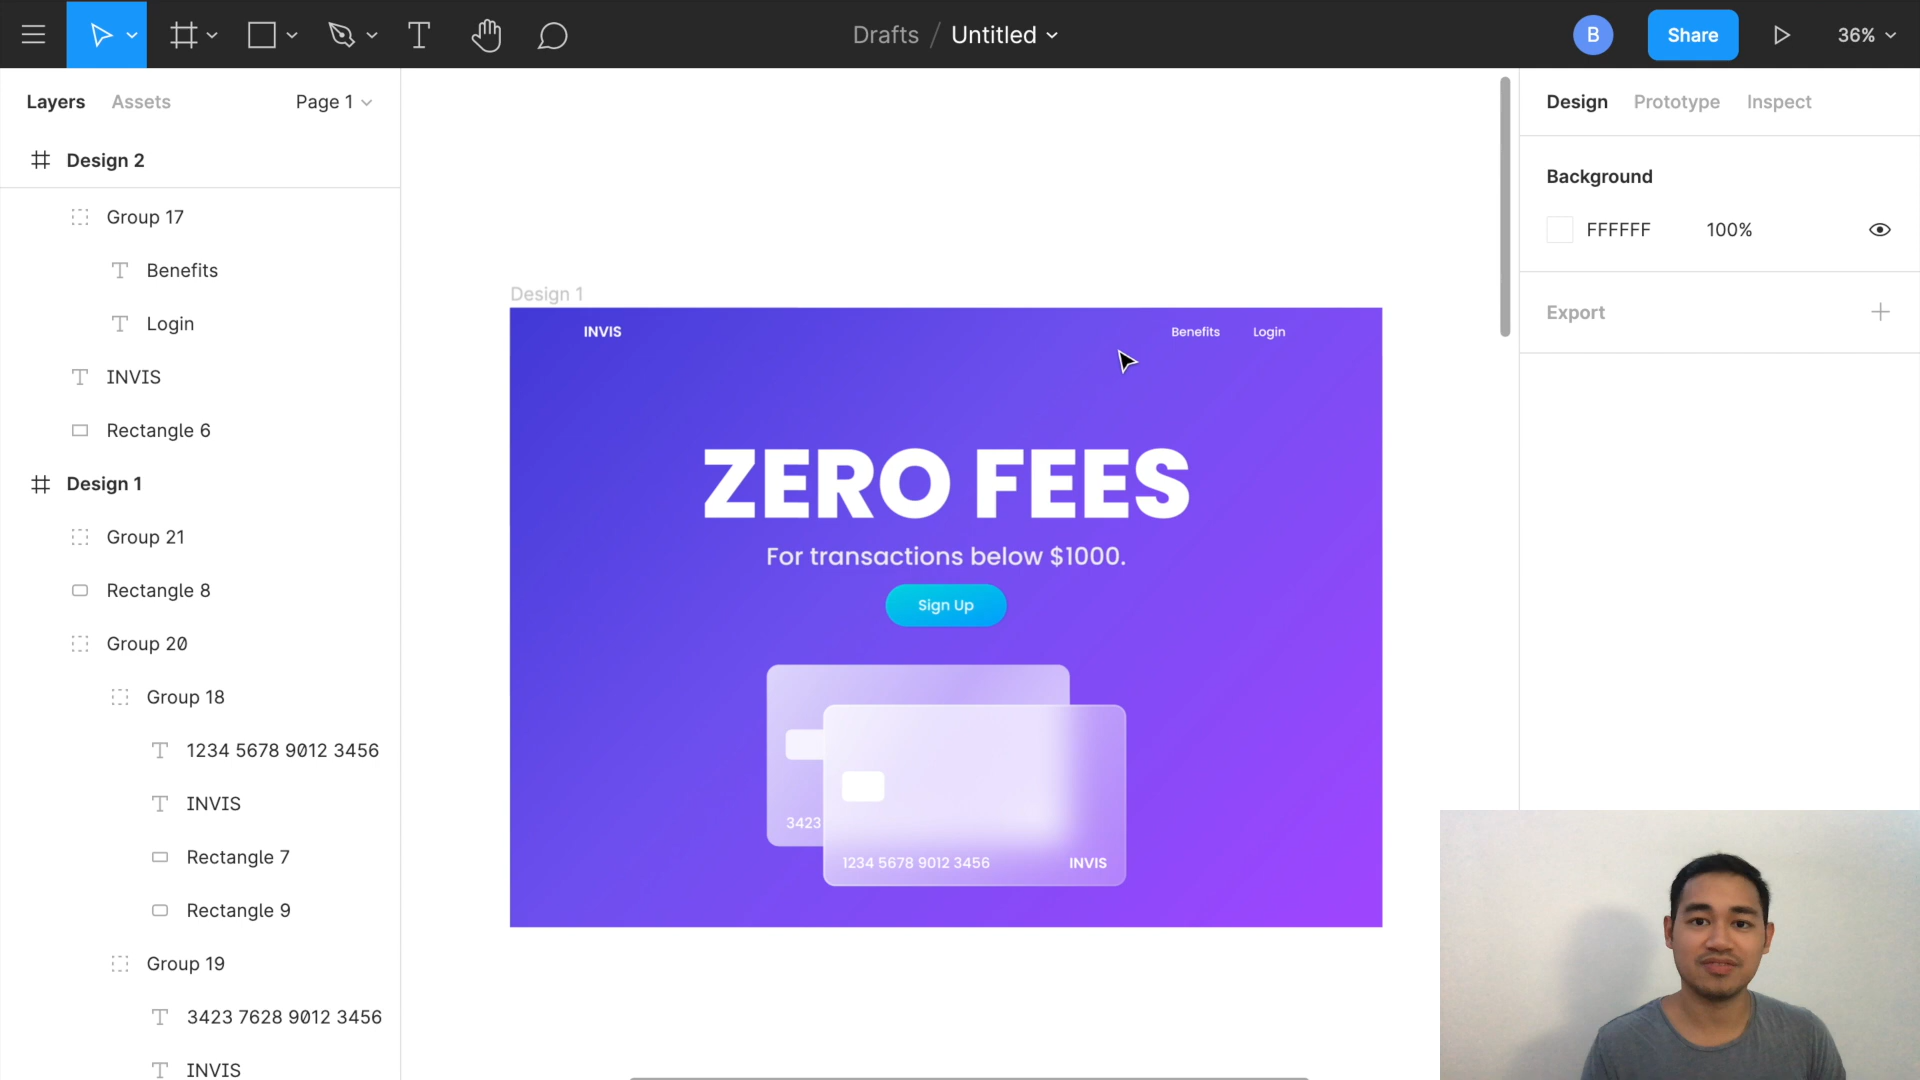 Drafts / Untitled
B
Share
36%
Layers
Assets
Page 1
Design 2
Group 17
Benefits
Login
INVIS
Rectangle 6
Design 1
Group 21
Rectangle 8
Group 20
Group 18
1234 5678 9012 3456
INVIS
Rectangle 7
Rectangle 9
Group 19
3423 7628 9012 3456
INVIS
Design 1
INVIS
Benefits
Login
ZERO FEES
For transactions below $1000.
Sign Up
3423
1234 5678 9012 3456
INVIS
Design
Prototype
Inspect
Background
FFFFFF
100%
Export